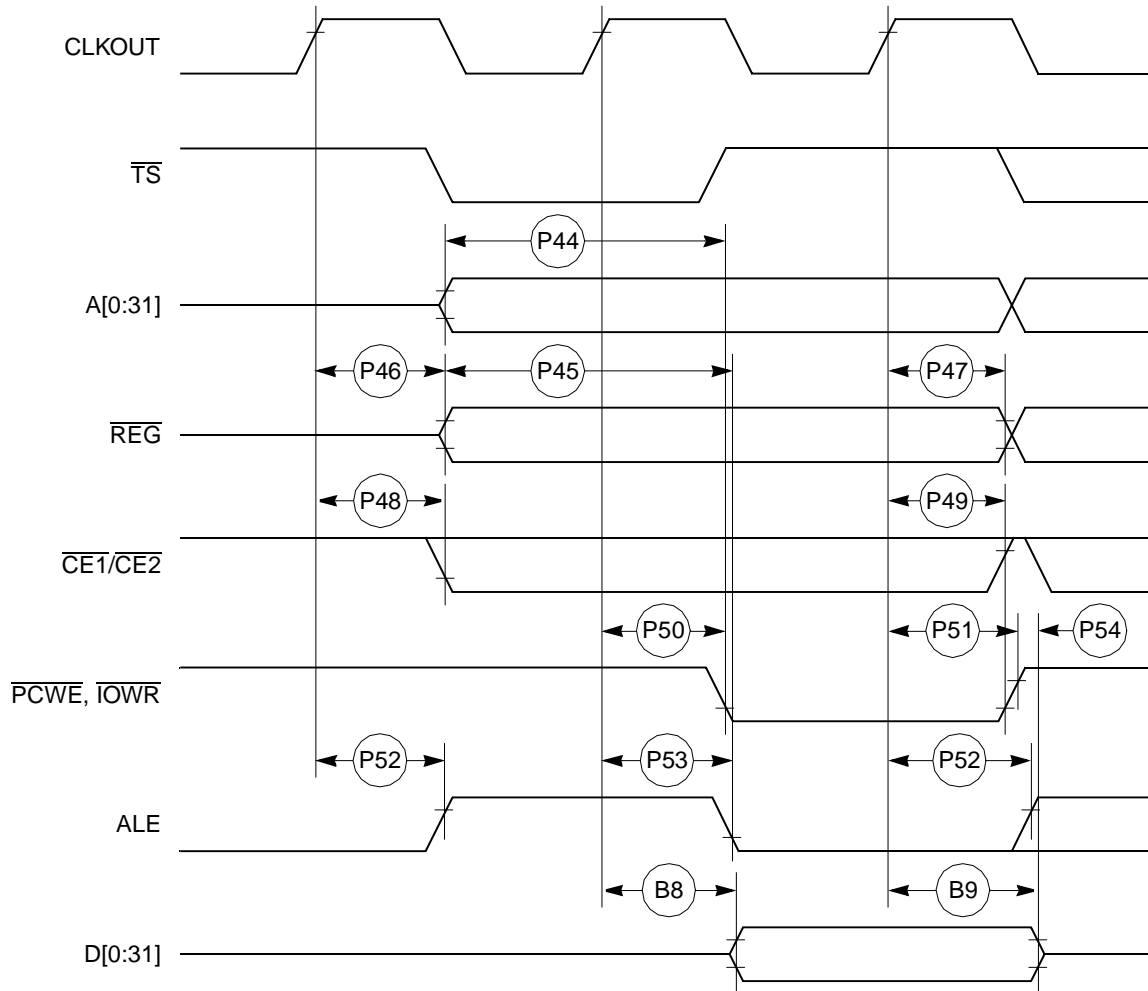 CLKOUT
TS
P44
A[0:31]
P46 P45 P47
REG
P48 P49
CE1/CE2
P50 P51 P54
PCWE, IOWR
P52 P53 P52
ALE
B8 B9
D[0:31]